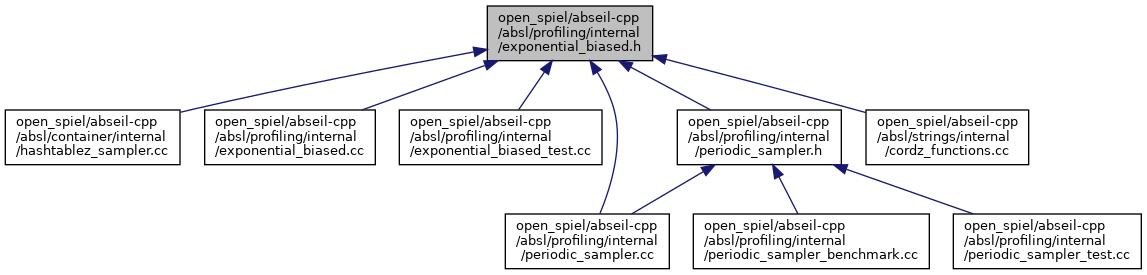 open_spiel/abseil-cpp
/absl/profiling/internal
/exponential_biased.h
open_spiel/abseil-cpp
/absl/container/internal
/hashtablez_sampler.cc
open_spiel/abseil-cpp
/absl/profiling/internal
/exponential_biased.cc
open_spiel/abseil-cpp
/absl/profiling/internal
/exponential_biased_test.cc
open_spiel/abseil-cpp
/absl/profiling/internal
/periodic_sampler.h
open_spiel/abseil-cpp
/absl/strings/internal
/cordz_functions.cc
open_spiel/abseil-cpp
/absl/profiling/internal
/periodic_sampler.cc
open_spiel/abseil-cpp
/absl/profiling/internal
/periodic_sampler_benchmark.cc
open_spiel/abseil-cpp
/absl/profiling/internal
/periodic_sampler_test.cc